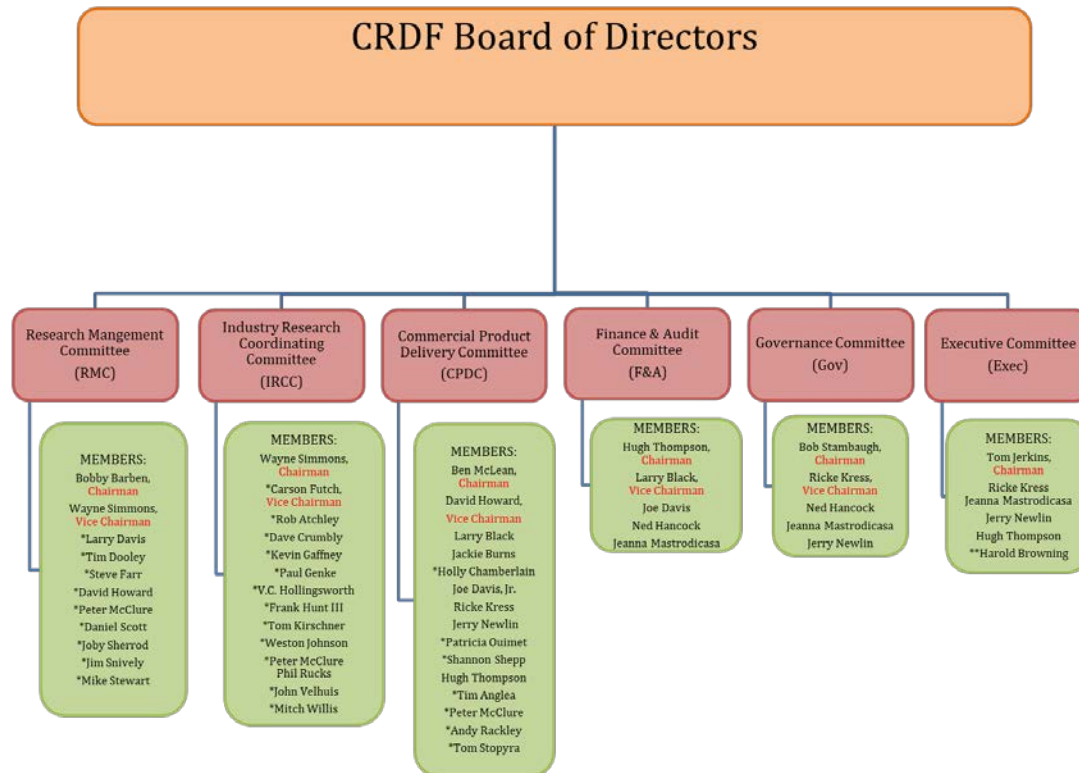 CRDF Board of Directors
Research Mangement
Committee
(RMC)
MEMBERS:
Bobby Barben,
Chairman
Wayne Simmons,
Vice Chairman
*Larry Davis
*Tim Dooley
*Steve Farr
*David Howard
*Peter McClure
*Daniel Scott
*Joby Sherrod
*Jim Snively
*Mike Stewart
Industry Research
Coordinating
Committee
(IRCC)
MEMBERS:
Wayne Simmons,
Chairman
*Carson Futch,
Vice Chairman
*Rob Atchley
*Dave Crumbly
*Kevin Gaffney
*Paul Genke
*V.C. Hollingsworth
*Frank Hunt III
*Tom Kirschner
*Weston Johnson
*Peter McClure
Phil Rucks
*John Velhuis
*Mitch Willis
Commercial Product
Delivery Committee
(CPDC)
MEMBERS:
Ben McLean,
Chairman
David Howard,
Vice Chairman
Larry Black
Jackie Burns
*Holly Chamberlain
Joe Davis, Jr.
Ricke Kress
Jerry Newlin
*Patricia Ouimet
*Shannon Shepp
Hugh Thompson
*Tim Anglea
*Peter McClure
*Andy Rackley
*Tom Stopyra
Finance & Audit
Committee
(F&A)
MEMBERS:
Hugh Thompson,
Chairman
Larry Black,
Vice Chairman
Joe Davis
Ned Hancock
Jeanna Mastrodicasa
Governance Committee
(Gov)
MEMBERS:
Bob Stambaugh,
Chairman
Ricke Kress,
Vice Chairman
Ned Hancock
Jeanna Mastrodicasa
Jerry Newlin
Executive Committee
(Exec)
MEMBERS:
Tom Jerkins,
Chairman
Ricke Kress
Jeanna Mastrodicasa
Jerry Newlin
Hugh Thompson
**Harold Browning